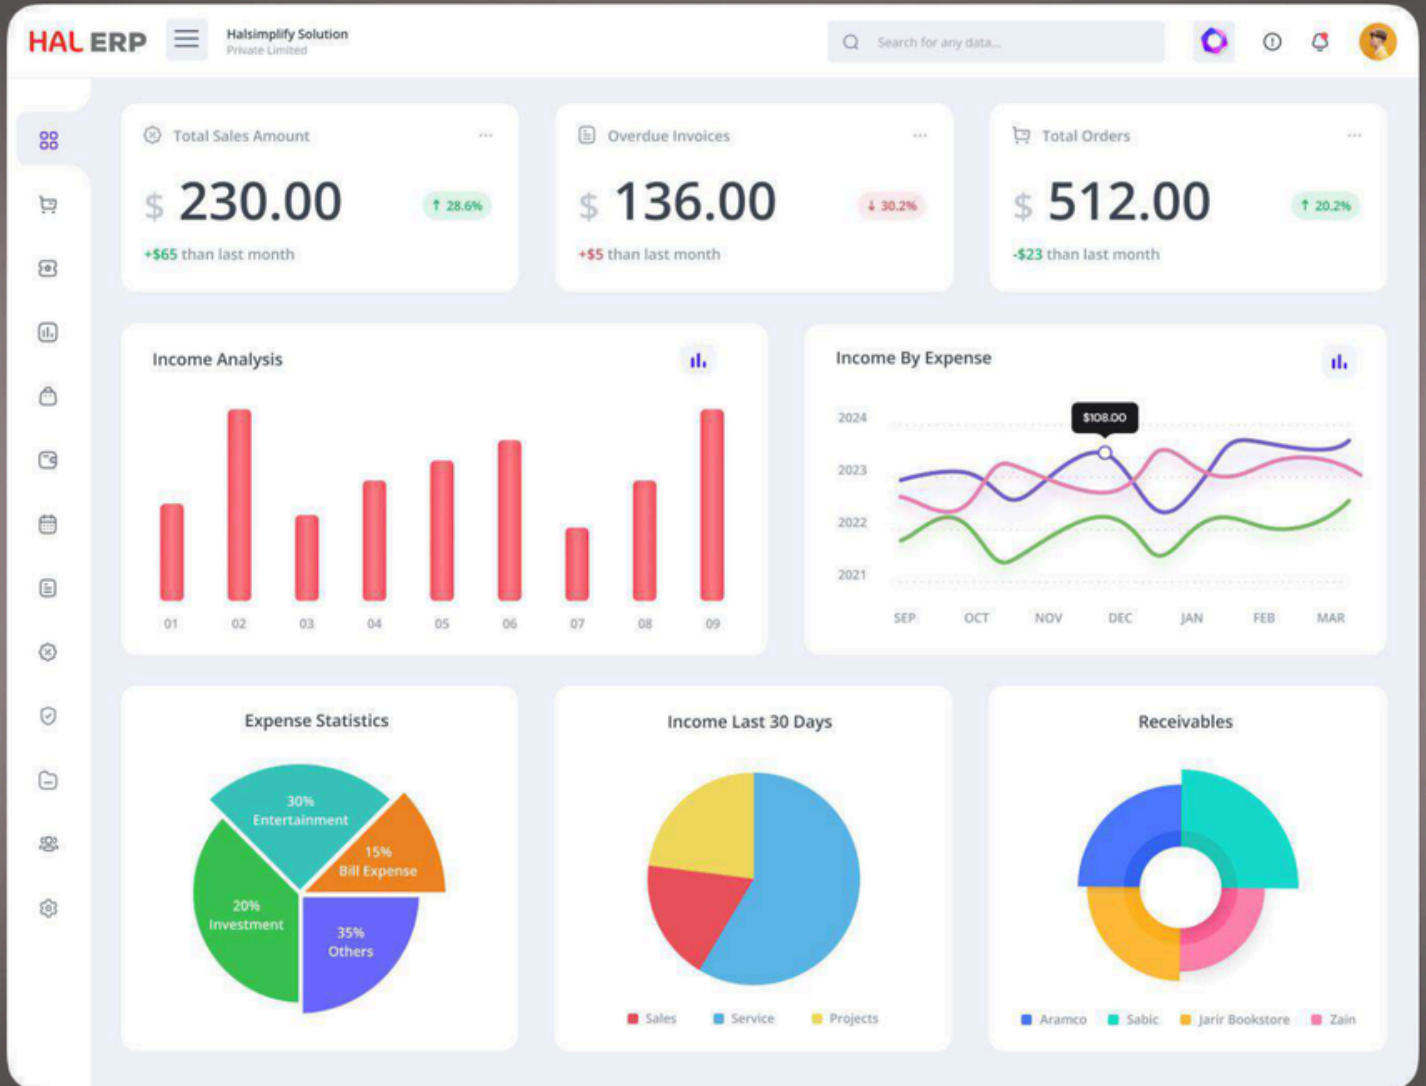 HAL ERP
Halsimplify Solution
Private Limited
Search for any data...
Total Sales Amount
$ 230.00
↑ 28.6%
+$65 than last month
Overdue Invoices
$ 136.00
↓ 30.2%
+$5 than last month
Total Orders
$ 512.00
↑ 20.2%
-$23 than last month
Income Analysis
01 02 03 04 05 06 07 08 09
Income By Expense
$108.00
2024
2023
2022
2021
SEP OCT NOV DEC JAN FEB MAR
Expense Statistics
30%
Entertainment
15%
Bill Expense
20%
Investment
35%
Others
Income Last 30 Days
Sales Service Projects
Receivables
Aramco Sabic Jarir Bookstore Zain